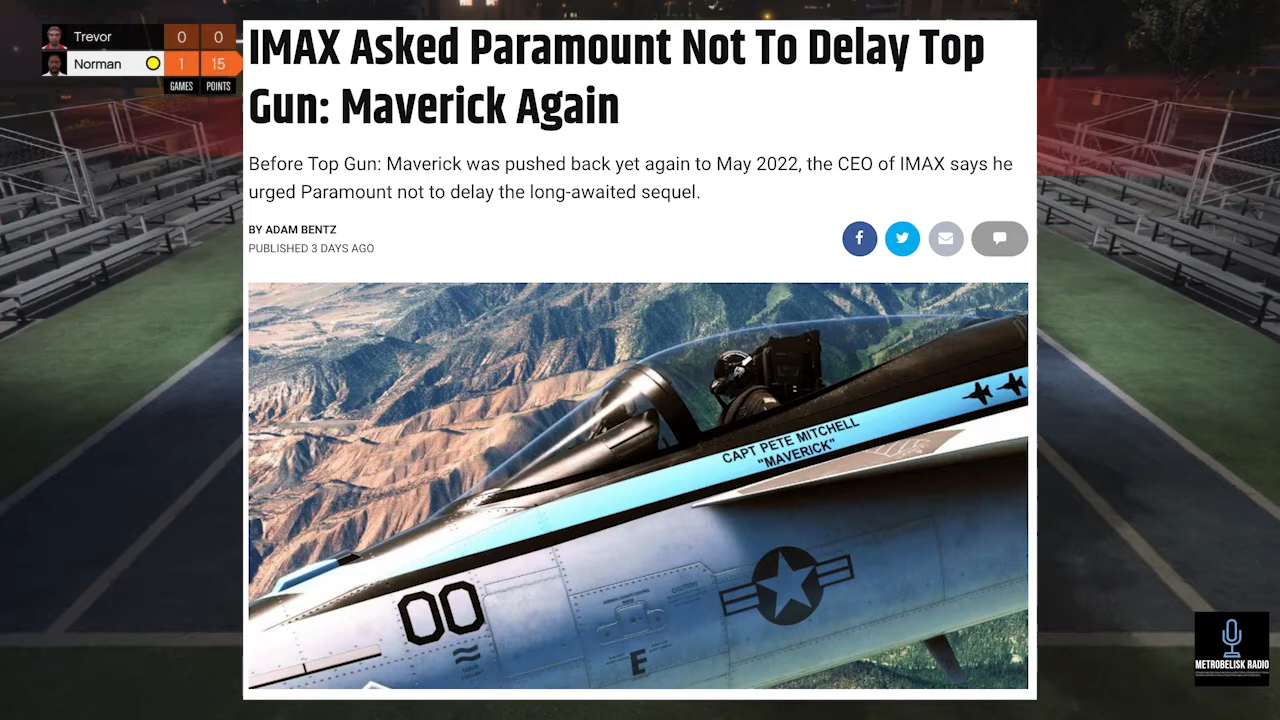 Trevor 0 0
Norman 1 15
GAMES POINTS
IMAX Asked Paramount Not To Delay Top
Gun: Maverick Again
Before Top Gun: Maverick was pushed back yet again to May 2022, the CEO of IMAX says he
urged Paramount not to delay the long-awaited sequel.
BY ADAM BENTZ
PUBLISHED 3 DAYS AGO
CAPT PETE MITCHELL
"MAVERICK"
00
E
METROBELISK RADIO